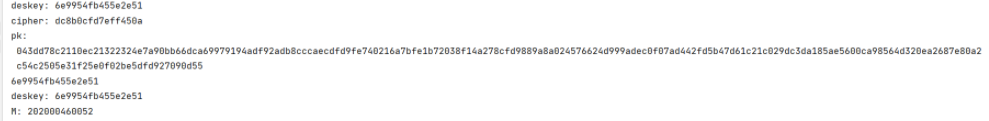 deskey: 6e9954fb455e2e51
cipher: dc8b0cfd7eff450a
pk:
043dd78c2110ec21322324e7a90bb66dca69979194adf92adb8cccaecdfd9fe740216a7bfe1b72038f14a278cfd9889a8a024576624d999adec0f07ad442fd5b47d61c21c029dc3da185ae5600ca98564d320ea2687e80a2
c54c2505e31f25e0f02be5dfd927090d55
6e9954fb455e2e51
deskey: 6e9954fb455e2e51
M: 202000460052